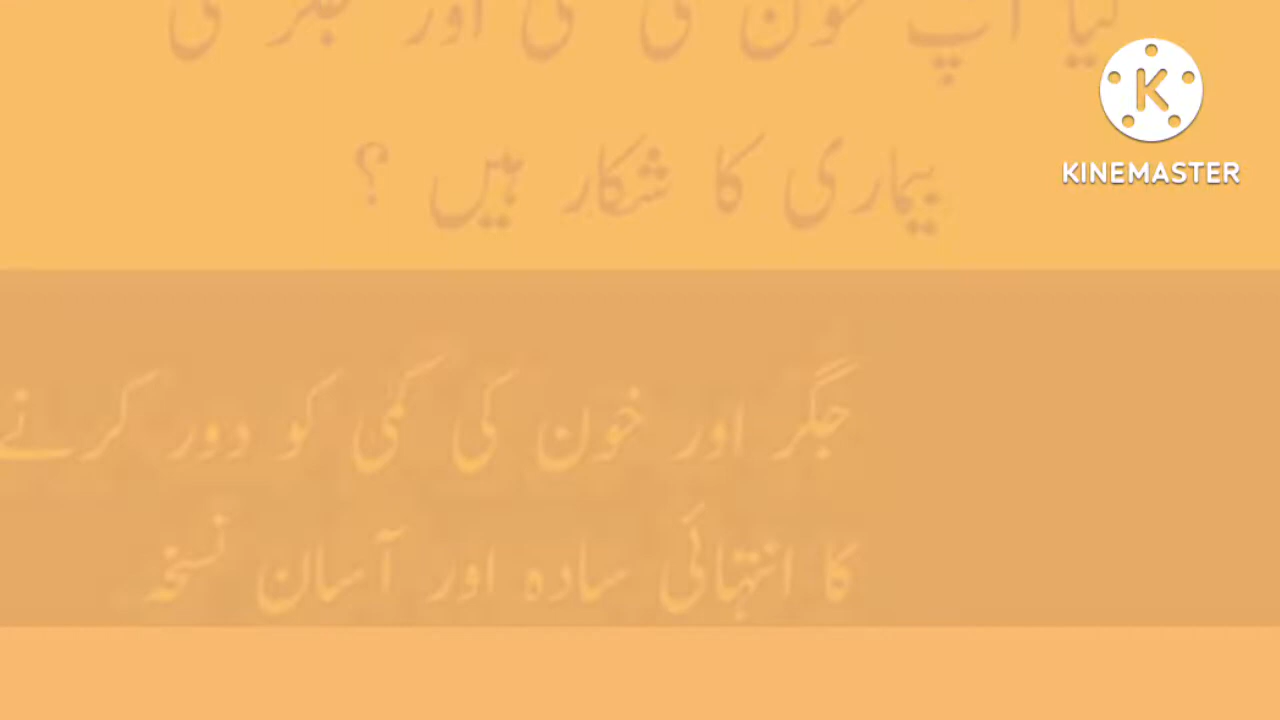 کیا آپ خون کی کمی اور جگر کی
بیماری کا شکار ہیں ؟
جگر اور خون کی کمی کو دور کرنے
کا انتہائی سادہ اور آسان نسخہ
KINEMASTER